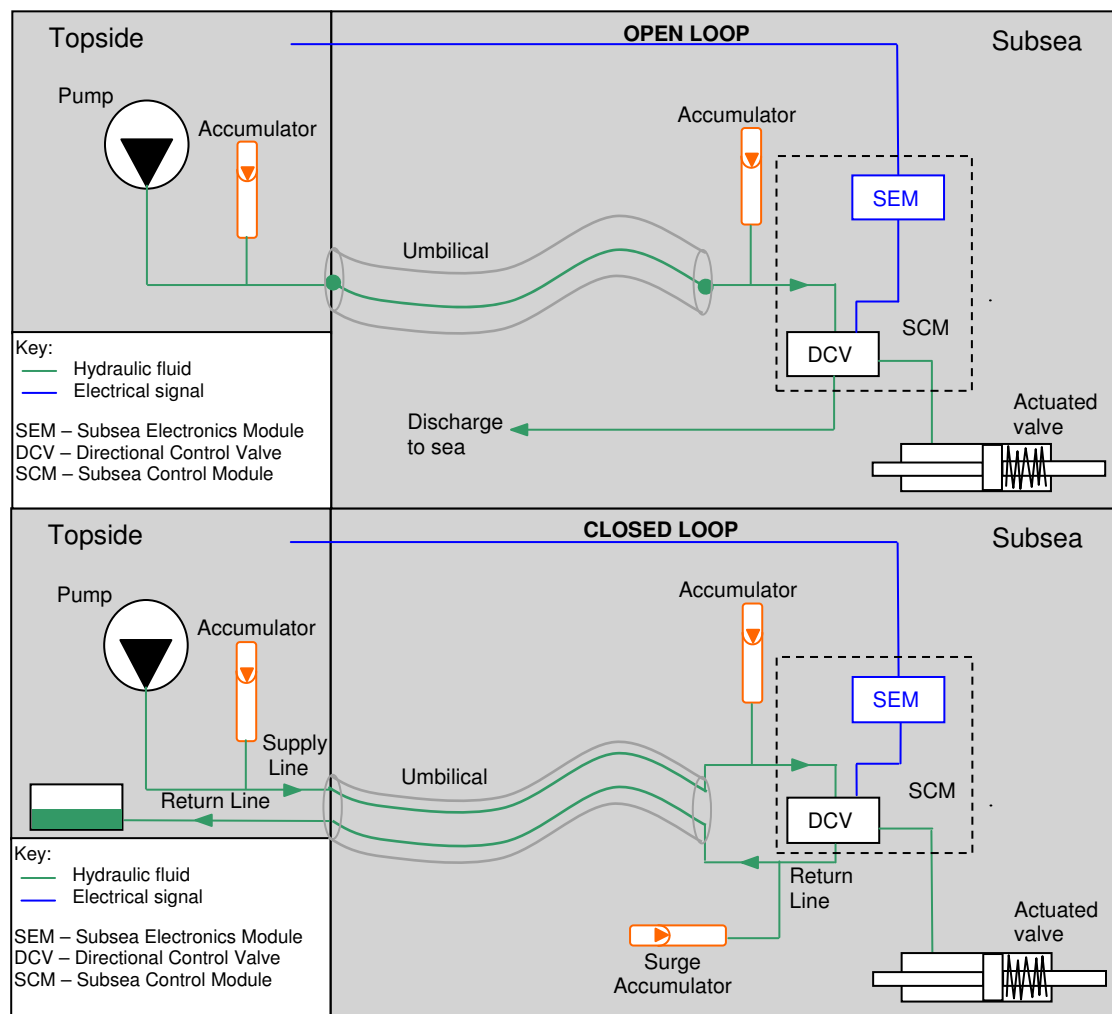 Topside
OPEN LOOP
Subsea
Pump
Accumulator
Accumulator
SEM
Umbilical
SCM
DCV
Key:
Hydraulic fluid
Electrical signal
SEM – Subsea Electronics Module
DCV – Directional Control Valve
SCM – Subsea Control Module
Discharge
to sea
Actuated
valve
Topside
CLOSED LOOP
Subsea
Pump
Accumulator
Accumulator
SEM
Supply
Line
Umbilical
Return Line
SCM
DCV
Return
Line
Key:
Hydraulic fluid
Electrical signal
SEM – Subsea Electronics Module
DCV – Directional Control Valve
SCM – Subsea Control Module
Surge
Accumulator
Actuated
valve